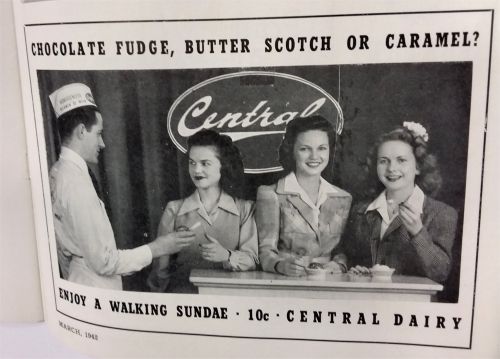 CHOCOLATE FUDGE, BUTTER SCOTCH OR CARAMEL?
Central
ENJOY A WALKING SUNDAE · 10c · CENTRAL DAIRY
MARCH, 1942